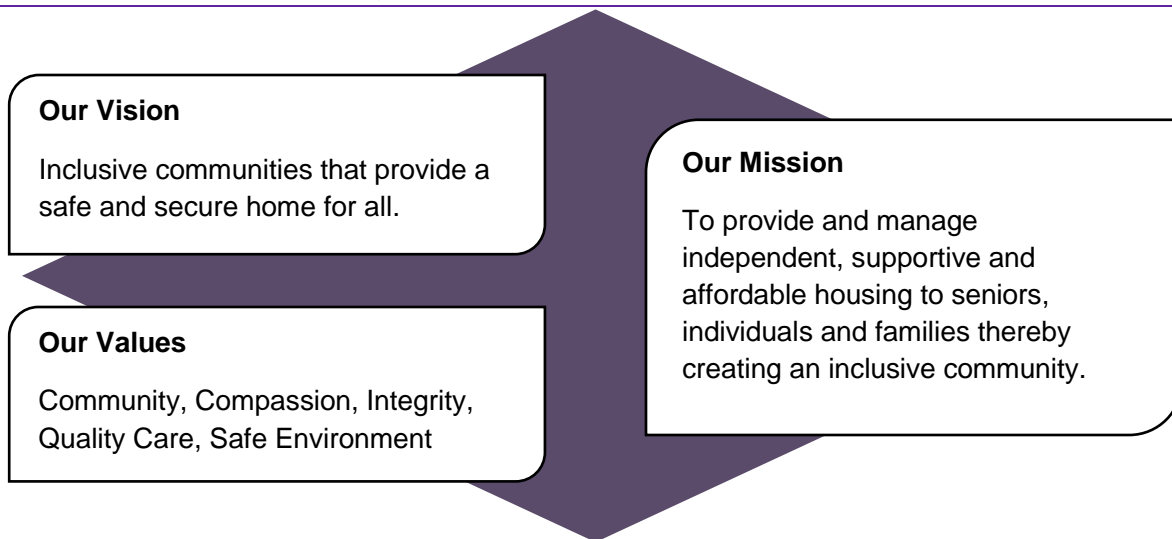 Our Vision
Inclusive communities that provide a
safe and secure home for all.
Our Values
Community, Compassion, Integrity,
Quality Care, Safe Environment
Our Mission
To provide and manage
independent, supportive and
affordable housing to seniors,
individuals and families thereby
creating an inclusive community.